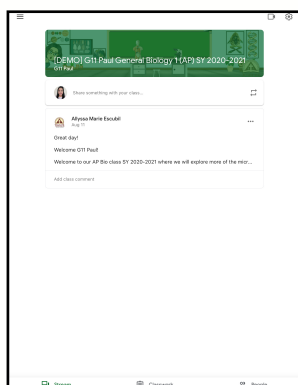 [DEMO] G11 Paul General Biology 1 (AP) SY 2020-2021
G11 Paul
Share something with your class...
Allyssa Marie Escubil
Aug 11
Great day!
Welcome G11 Paul!
Welcome to our AP Bio class SY 2020-2021 where we will explore more of the micr...
Add class comment
Stream
Classwork
People